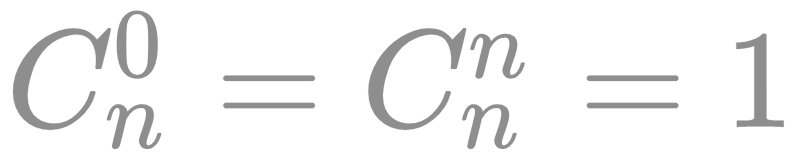 $C_n^0 = C_n^n = 1$